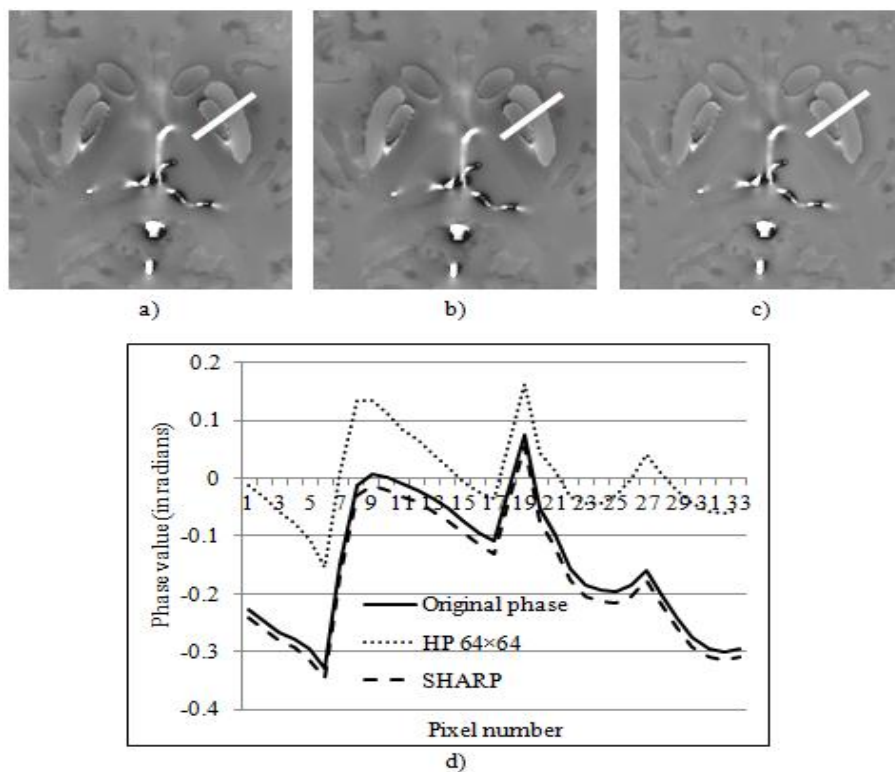 a)
b)
c)
0.2
0.1
0
-0.1
-0.2
-0.3
-0.4
1 3 5 7 9 11 13 15 17 19 21 23 25 27 29 31 33
Phase value (in radians)
Original phase
HP 64×64
SHARP
Pixel number
d)